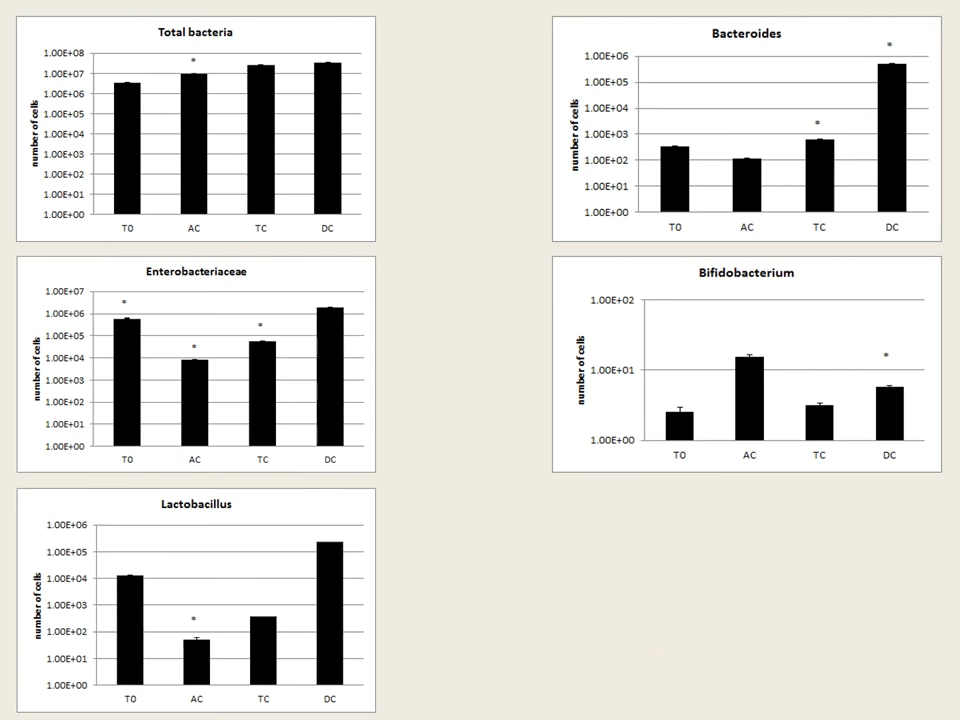 Total bacteria
*
1.00E+08
1.00E+07
1.00E+06
1.00E+05
1.00E+04
1.00E+03
1.00E+02
1.00E+01
1.00E+00
number of cells
T0 AC TC DC
Bacteroides
*
*
1.00E+06
1.00E+05
1.00E+04
1.00E+03
1.00E+02
1.00E+01
1.00E+00
number of cells
T0 AC TC DC
Enterobacteriaceae
*
*
*
1.00E+07
1.00E+06
1.00E+05
1.00E+04
1.00E+03
1.00E+02
1.00E+01
1.00E+00
number of cells
T0 AC TC DC
Bifidobacterium
*
1.00E+02
1.00E+01
1.00E+00
number of cells
T0 AC TC DC
Lactobacillus
*
1.00E+06
1.00E+05
1.00E+04
1.00E+03
1.00E+02
1.00E+01
1.00E+00
number of cells
T0 AC TC DC